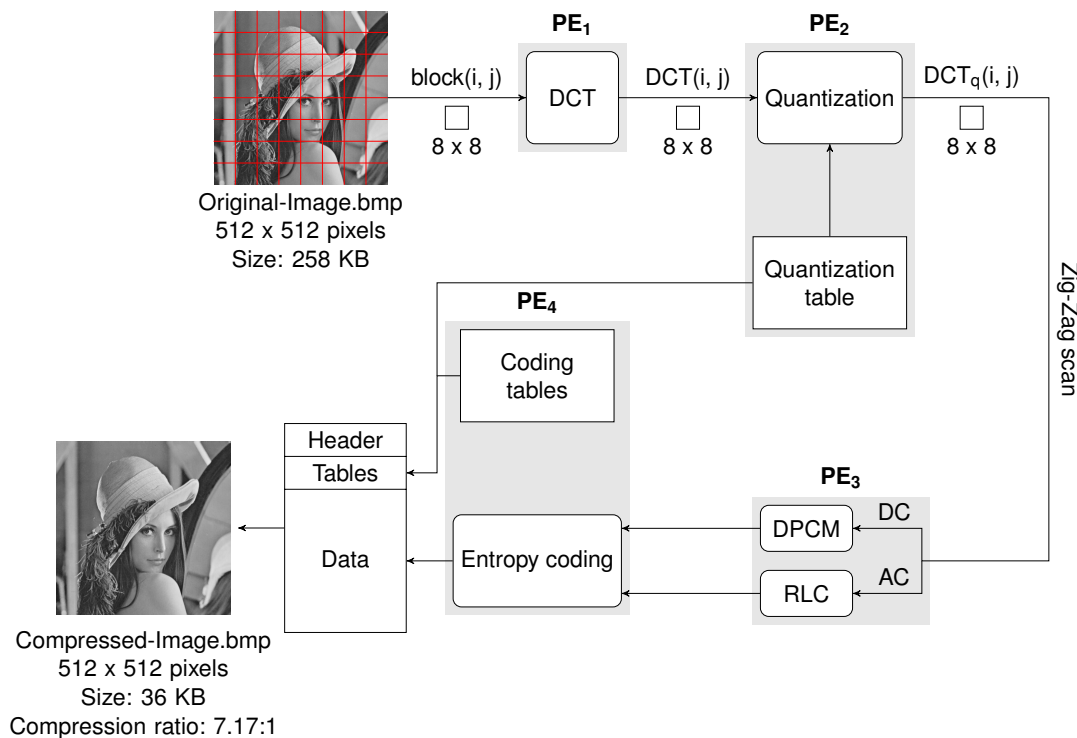 PE1
PE2
block(i, j)
8 x 8
DCT
DCT(i, j)
8 x 8
Quantization
DCTq(i, j)
8 x 8
Original-Image.bmp
512 x 512 pixels
Size: 258 KB
Quantization
table
Zig-Zag scan
PE4
Coding
tables
Header
Tables
Data
Entropy coding
PE3
DPCM
DC
RLC
AC
Compressed-Image.bmp
512 x 512 pixels
Size: 36 KB
Compression ratio: 7.17:1